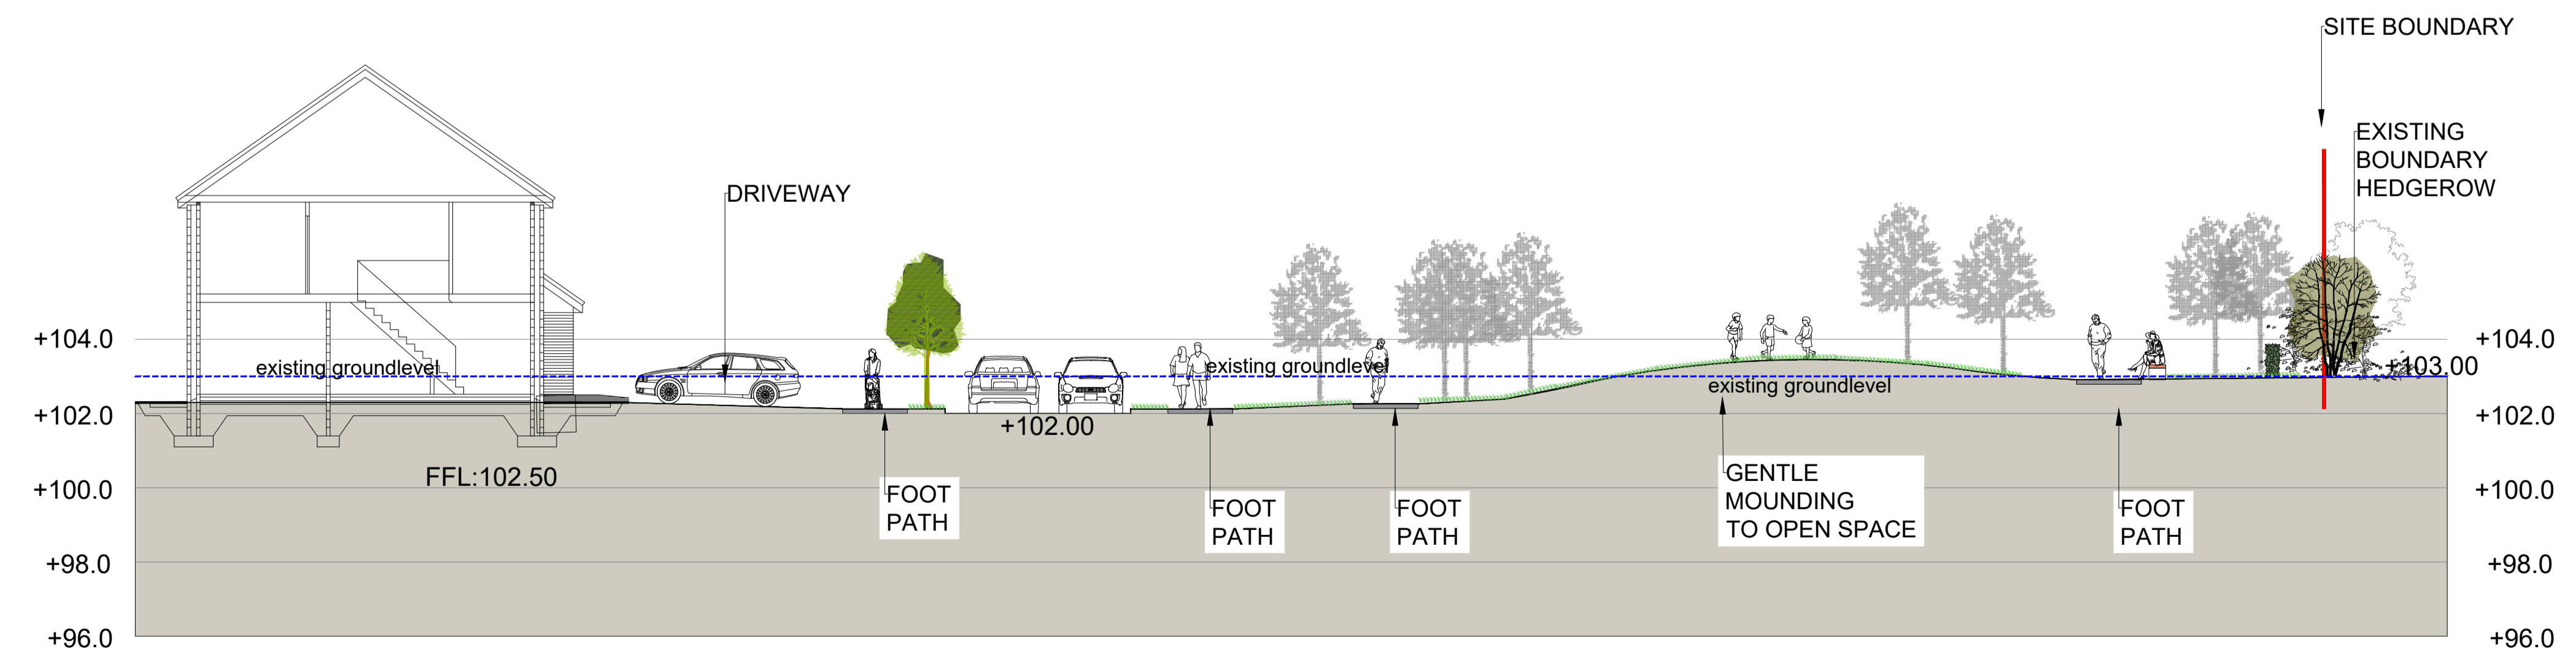 SITE BOUNDARY
EXISTING
BOUNDARY
HEDGEROW
DRIVEWAY
+104.0
+104.0
existing groundlevel
existing groundlevel
+103.00
existing groundlevel
+102.0
+102.00
+102.0
FFL:102.50
FOOT
PATH
FOOT
PATH
FOOT
PATH
GENTLE
MOUNDING
TO OPEN SPACE
FOOT
PATH
+100.0
+100.0
+98.0
+98.0
+96.0
+96.0